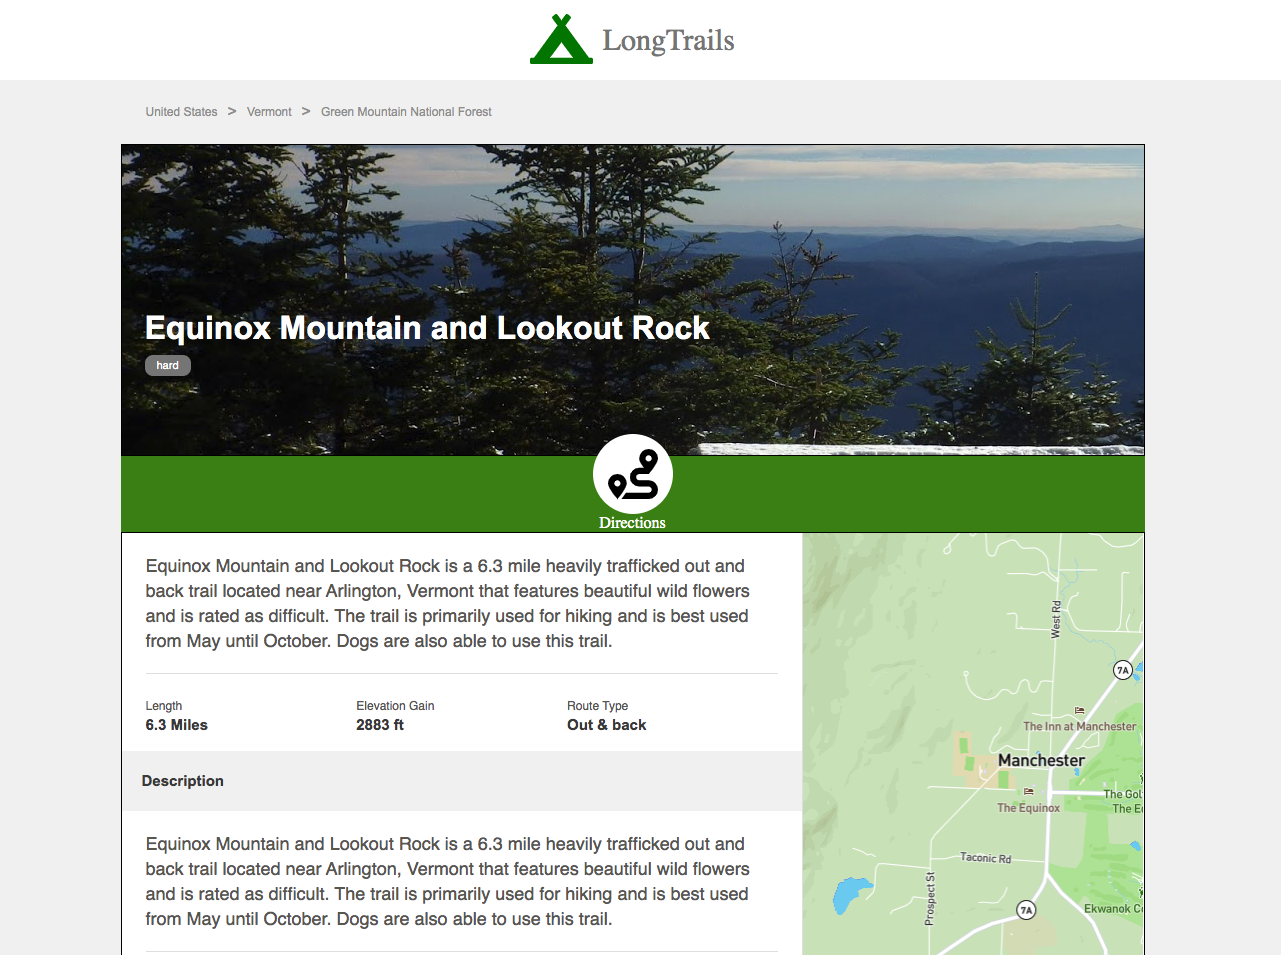 LongTrails
United States > Vermont > Green Mountain National Forest
Equinox Mountain and Lookout Rock
hard
Directions
Equinox Mountain and Lookout Rock is a 6.3 mile heavily trafficked out and
back trail located near Arlington, Vermont that features beautiful wild flowers
and is rated as difficult. The trail is primarily used for hiking and is best used
from May until October. Dogs are also able to use this trail.
Length
6.3 Miles
Elevation Gain
2883 ft
Route Type
Out & back
Description
Equinox Mountain and Lookout Rock is a 6.3 mile heavily trafficked out and
back trail located near Arlington, Vermont that features beautiful wild flowers
and is rated as difficult. The trail is primarily used for hiking and is best used
from May until October. Dogs are also able to use this trail.
West Rd
7A
The Inn at Manchester
Manchester
The Gol
The E
The Equinox
Taconic Rd
Prospect St
7A
Ekwanok C